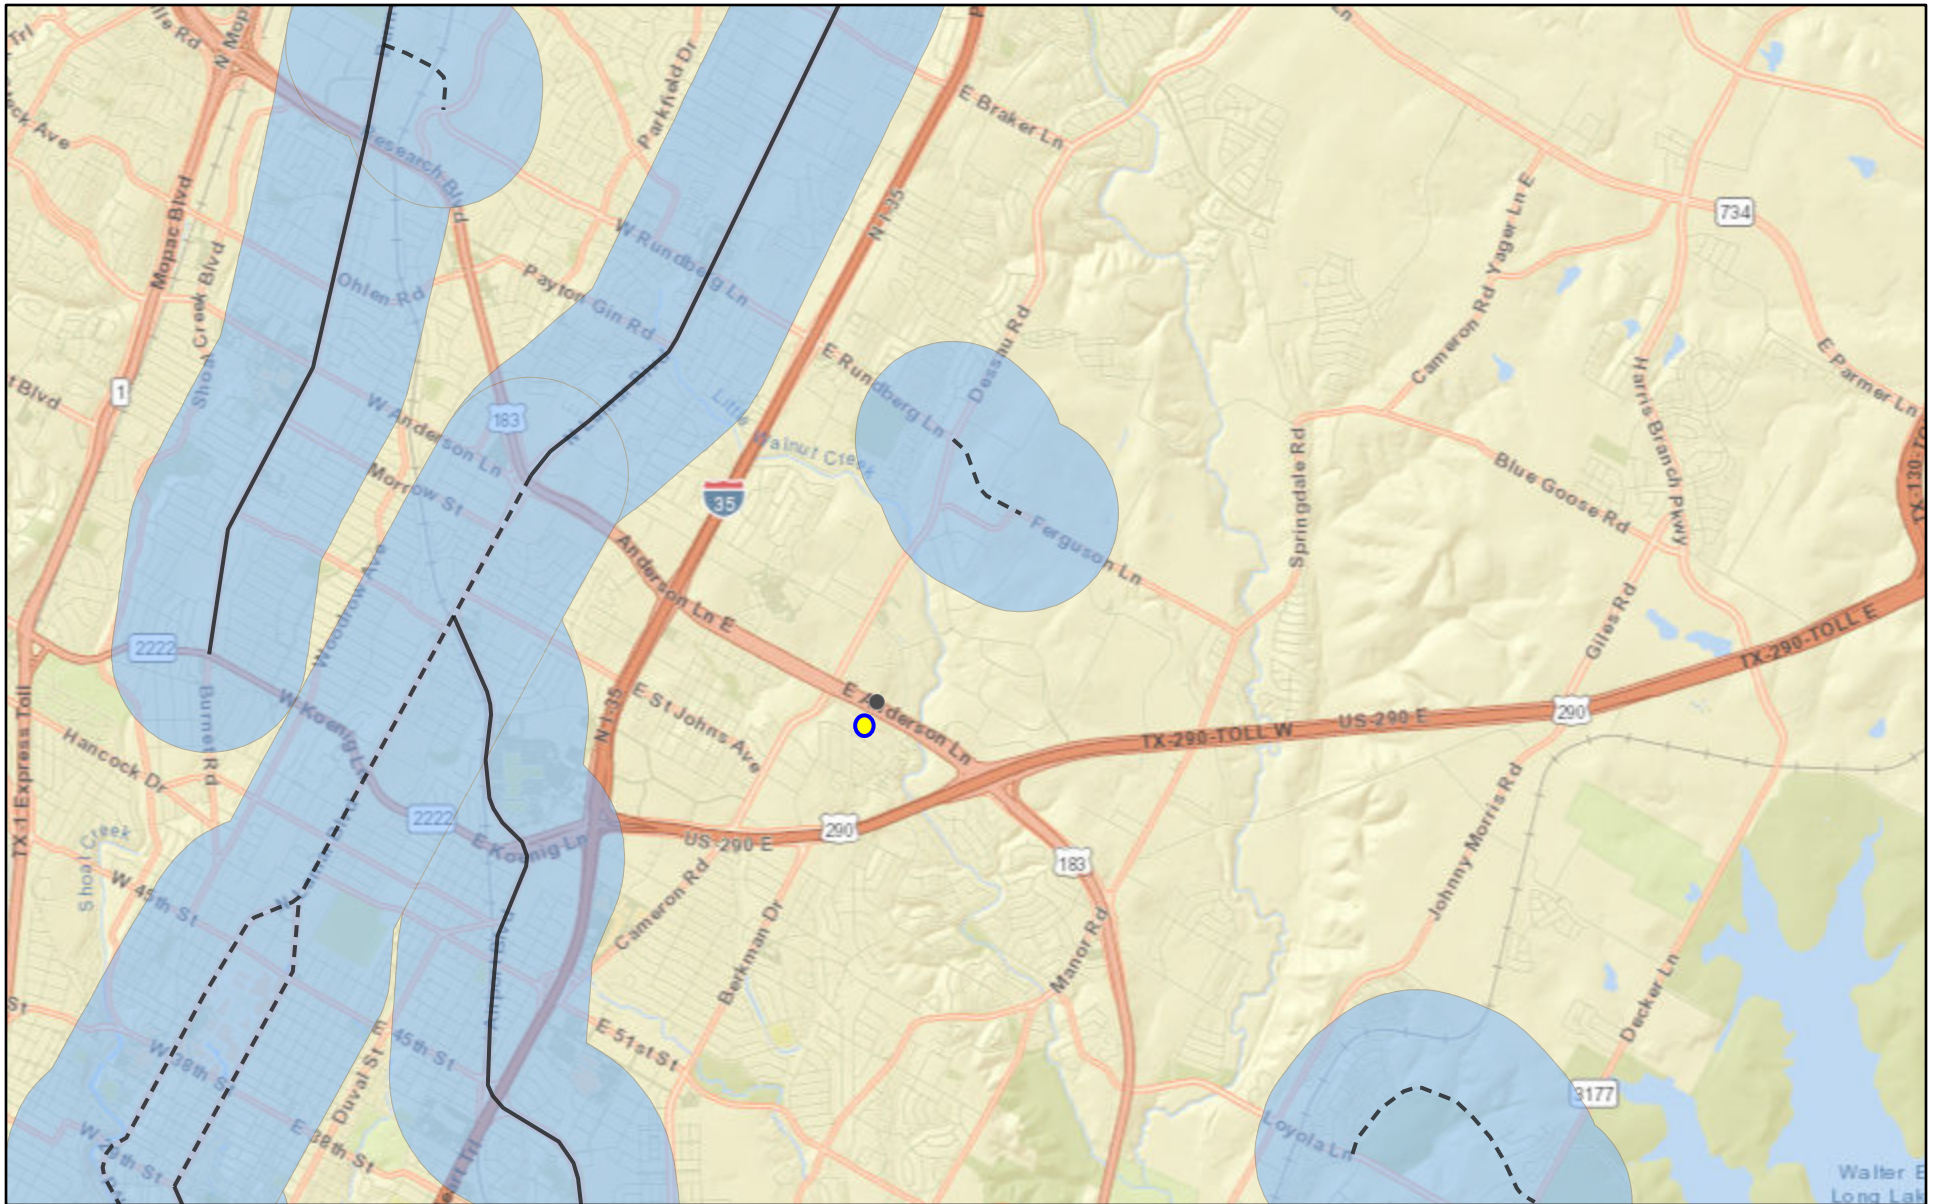 Trl
N Mop
Parkfield Dr
E Braker Ln
Research Blvd
N I-35
Mopac Blvd
734
W Rundberg Ln
Cameron Rd Yager Ln E
Shoal Creek Blvd
Ohlen Rd
Payton Gin Rd
E Rundberg Ln
Dessau Rd
E Parmer Ln
1
t Blvd
W Anderson Ln
183
Little Walnut Creek
Harris Branch Pkwy
TX-130-TO
Morrow St
35
Springdale Rd
Blue Goose Rd
Anderson Ln E
Ferguson Ln
Woodrow Ave
Giles Rd
2222
TX-290-TOLL E
W Koenig Ln
Burnet Rd
N I-35
E St Johns Ave
E Anderson Ln
290
US-290 E
TX-290-TOLL W
Hancock Dr
TX-1 Express Toll
2222
E Koenig Ln
US-290 E
290
Johnny Morris Rd
Shoal Creek
183
W 45th St
Cameron Rd
Berkman Dr
Manor Rd
Decker Ln
St
E 45th St
E 51st St
W 38th St
Duval St
3177
W 29th St
E 38th St
Loyola Ln
Walter E
Long Lak